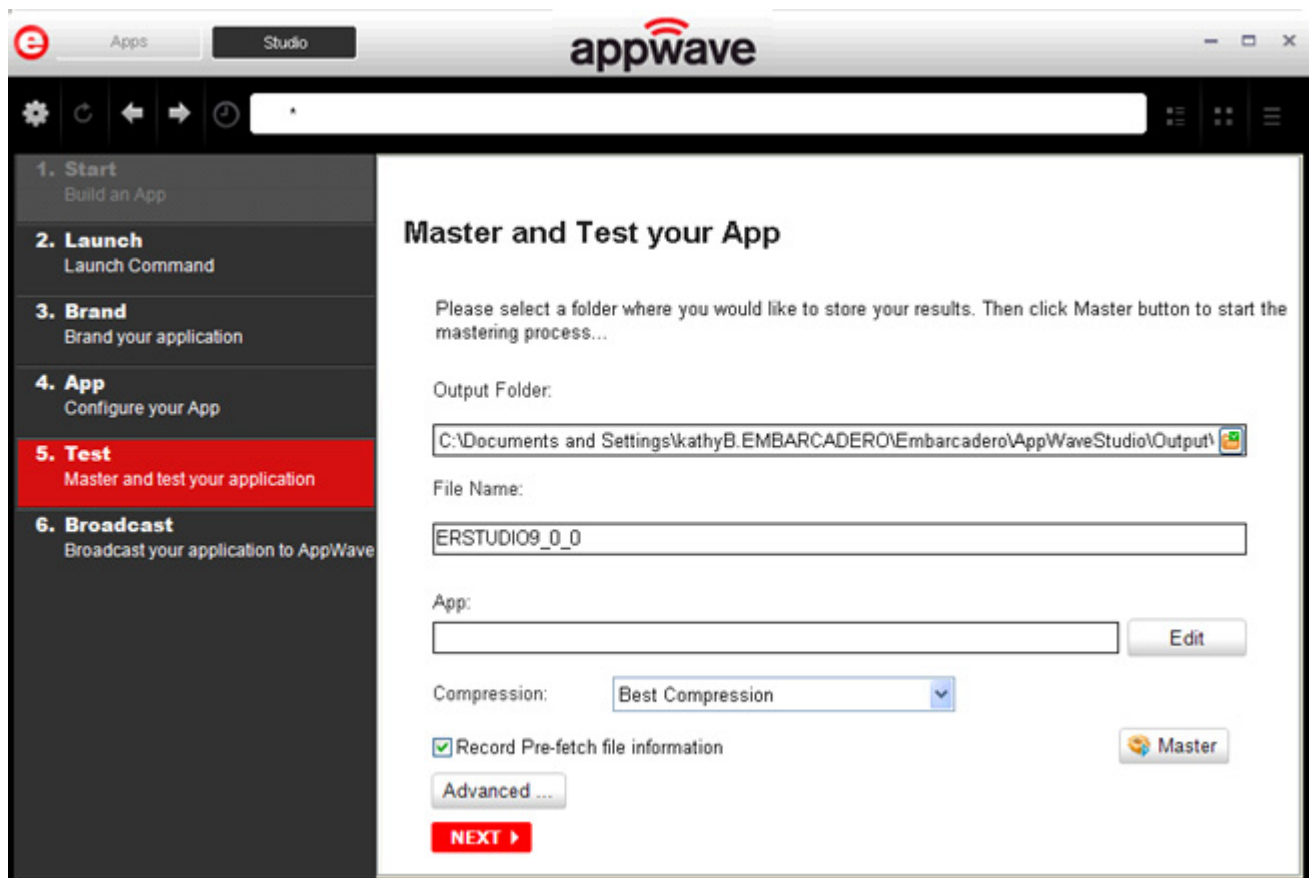 e
Apps
Studio
appwave
*
1. Start
Build an App
2. Launch
Launch Command
3. Brand
Brand your application
4. App
Configure your App
5. Test
Master and test your application
6. Broadcast
Broadcast your application to AppWave
Master and Test your App
Please select a folder where you would like to store your results. Then click Master button to start the
mastering process...
Output Folder:
C:\Documents and Settings\kathyB.EMBARCADERO\Embarcadero\AppWaveStudio\Output\
File Name:
ERSTUDIO9_0_0
App:
Edit
Compression:
Best Compression
Record Pre-fetch file information
Master
Advanced ...
NEXT